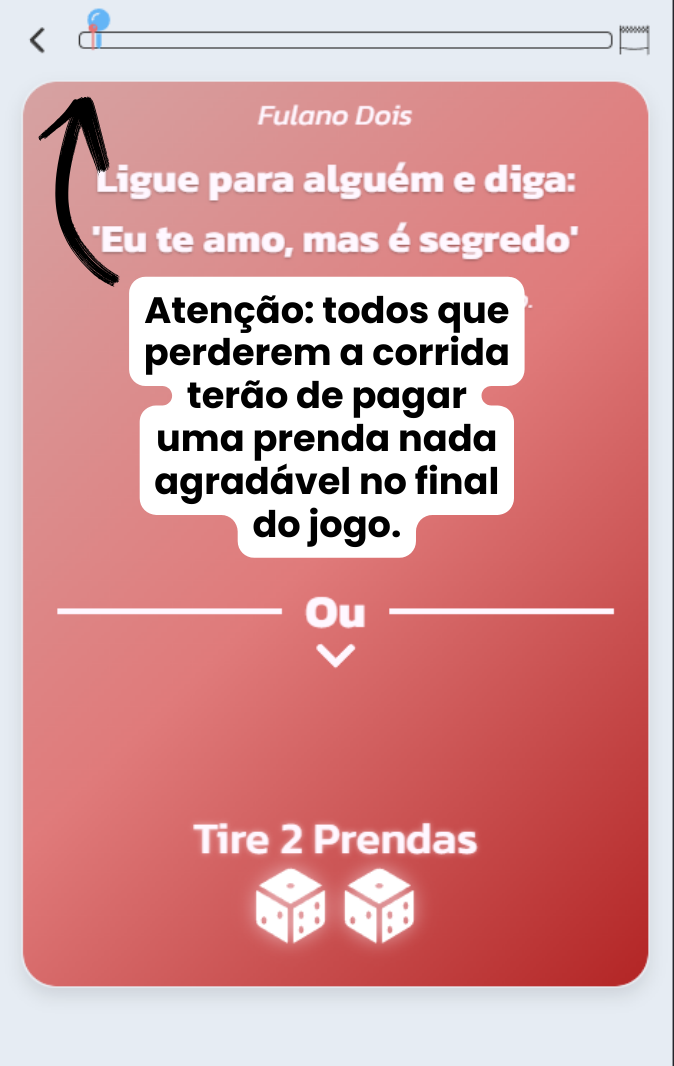 Fulano Dois
Ligue para alguém e diga:
'Eu te amo, mas é segredo'
Atenção: todos que
perderem a corrida
terão de pagar
uma prenda nada
agradável no final
do jogo.
Ou
Tire 2 Prendas